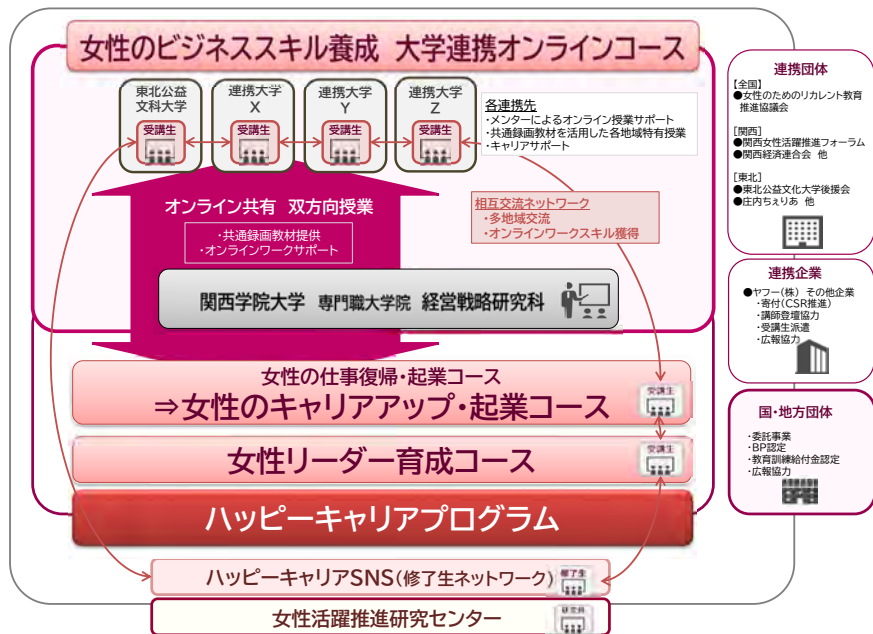 女性のビジネススキル養成 大学連携オンラインコース
東北公益
文科大学
受講生
連携大学
X
受講生
連携大学
Y
受講生
連携大学
Z
受講生
各連携先
・メンターによるオンライン授業サポート
・共通録画教材を活用した各地域特有授業
・キャリアサポート
オンライン共有 双方向授業
・共通録画教材提供
・オンラインワークサポート
相互交流ネットワーク
・多地域交流
・オンラインワークスキル獲得
関西学院大学 専門職大学院 経営戦略研究科
女性の仕事復帰・起業コース
⇒女性のキャリアアップ・起業コース
受講生
女性リーダー育成コース
受講生
ハッピーキャリアプログラム
ハッピーキャリアSNS(修了生ネットワーク)
修了生
女性活躍推進研究センター
研究科
連携団体
【全国】
●女性のためのリカレント教育
推進協議会
[関西]
●関西女性活躍推進フォーラム
●関西経済連合会 他
[東北]
●東北公益文化大学後援会
●庄内ちぇりあ 他
連携企業
●ヤフー(株) その他企業
・寄付(CSR推進)
・講師登壇協力
・受講生派遣
・広報協力
国・地方団体
・委託事業
・BP認定
・教育訓練給付金認定
・広報協力